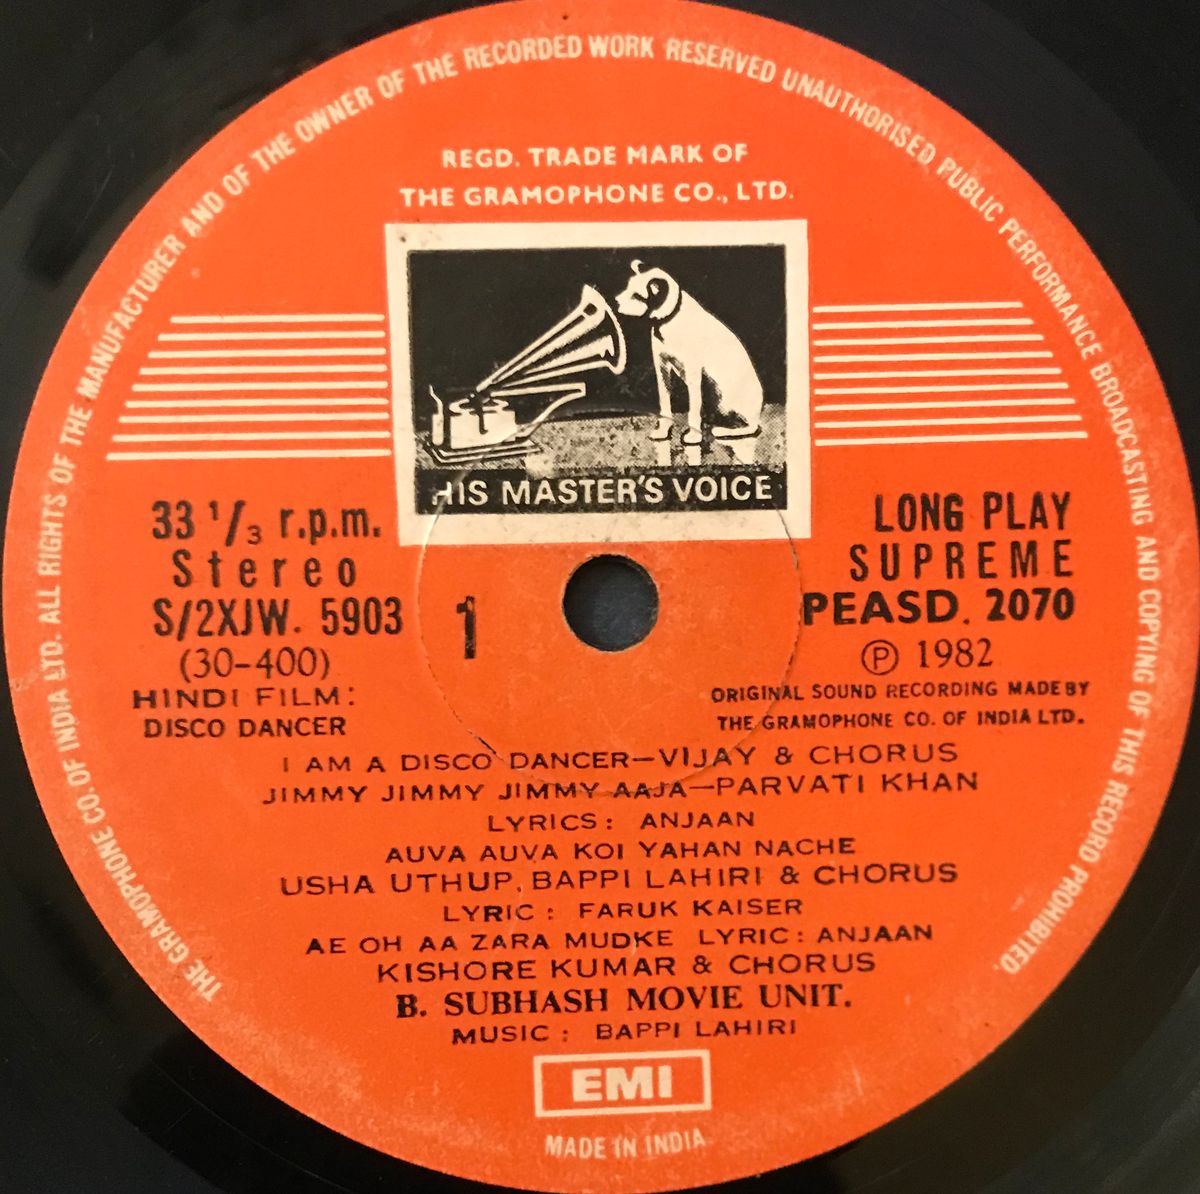 THE GRAMOPHONE CO. OF INDIA LTD. ALL RIGHTS OF THE MANUFACTURER AND OF THE OWNER OF THE RECORDED WORK RESERVED UNAUTHORISED PUBLIC PERFORMANCE BROADCASTING AND COPYING OF THIS RECORD PROHIBITED.
REGD. TRADE MARK OF
THE GRAMOPHONE CO., LTD.
HIS MASTER'S VOICE
33 1/3 r.p.m.
Stereo
S/2XJW. 5903
(30-400)
HINDI FILM:
DISCO DANCER
1
LONG PLAY
SUPREME
PEASD. 2070
Ⓟ 1982
ORIGINAL SOUND RECORDING MADE BY
THE GRAMOPHONE CO. OF INDIA LTD.
I AM A DISCO DANCER—VIJAY & CHORUS
JIMMY JIMMY JIMMY AAJA—PARVATI KHAN
LYRICS: ANJAAN
AUVA AUVA KOI YAHAN NACHE
USHA UTHUP, BAPPI LAHIRI & CHORUS
LYRIC: FARUK KAISER
AE OH AA ZARA MUDKE LYRIC: ANJAAN
KISHORE KUMAR & CHORUS
B. SUBHASH MOVIE UNIT.
MUSIC: BAPPI LAHIRI
EMI
MADE IN INDIA